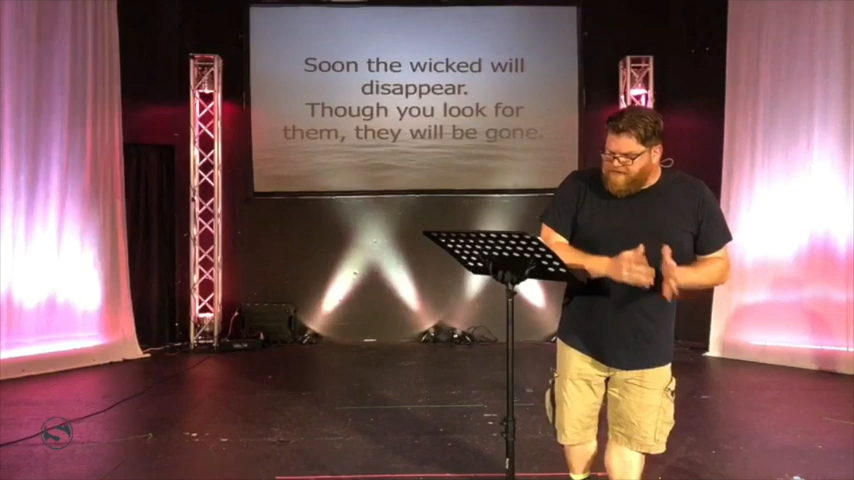 Soon the wicked will
disappear.
Though you look for
them, they will be gone.